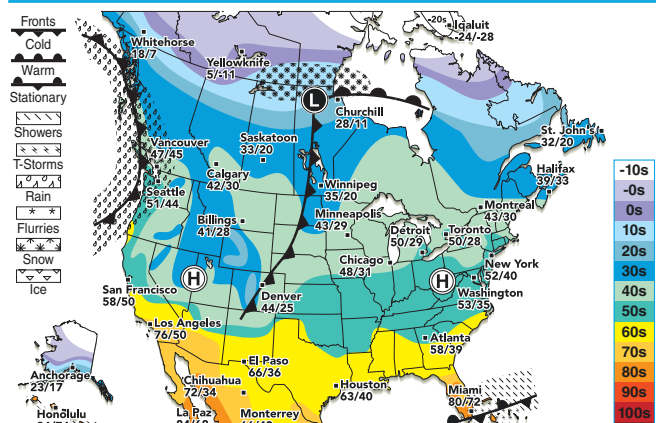 Fronts
Cold
Warm
Stationary
Showers
T-Storms
Rain
Flurries
Snow
Ice
-20s
Iqaluit
-24/-28
Whitehorse
18/7
Yellowknife
5/-11
L
Churchill
28/11
St. John's
32/20
Vancouver
47/45
Saskatoon
33/20
Calgary
42/30
Halifax
39/33
Seattle
51/44
Winnipeg
35/20
Billings
41/28
Minneapolis
43/29
Montreal
43/30
Detroit
50/29
Toronto
50/28
Chicago
48/31
New York
52/40
H
H
San Francisco
58/50
Denver
44/25
Washington
53/35
Los Angeles
76/50
Atlanta
58/39
El Paso
66/36
Anchorage
23/17
Chihuahua
72/34
Houston
63/40
Miami
80/72
Honolulu
La Paz
Monterrey
-10s
-0s
0s
10s
20s
30s
40s
50s
60s
70s
80s
90s
100s